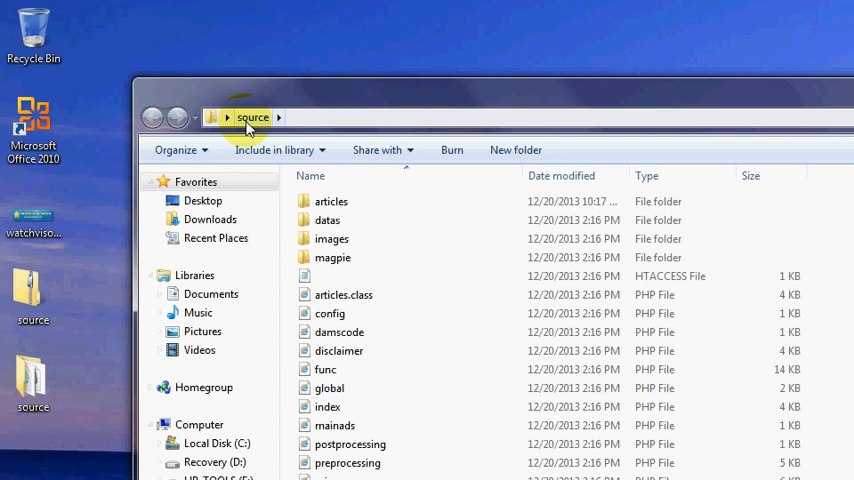 Recycle Bin
Microsoft
Office 2010
watchviso...
source
source
source
Organize
Include in library
Share with
Burn
New folder
Favorites
Desktop
Downloads
Recent Places
Libraries
Documents
Music
Pictures
Videos
Homegroup
Computer
Local Disk (C:)
Recovery (D:)
Name Date modified Type Size
articles 12/20/2013 10:17 ... File folder
datas 12/20/2013 2:16 PM File folder
images 12/20/2013 2:16 PM File folder
magpie 12/20/2013 2:16 PM File folder
12/20/2013 2:16 PM HTACCESS File 1 KB
articles.class 12/20/2013 2:16 PM PHP File 4 KB
config 12/20/2013 2:16 PM PHP File 1 KB
damscode 12/20/2013 2:16 PM PHP File 1 KB
disclaimer 12/20/2013 2:16 PM PHP File 4 KB
func 12/20/2013 2:16 PM PHP File 14 KB
global 12/20/2013 2:16 PM PHP File 2 KB
index 12/20/2013 2:16 PM PHP File 4 KB
mainads 12/20/2013 2:16 PM PHP File 1 KB
postprocessing 12/20/2013 2:16 PM PHP File 1 KB
preprocessing 12/20/2013 2:16 PM PHP File 5 KB